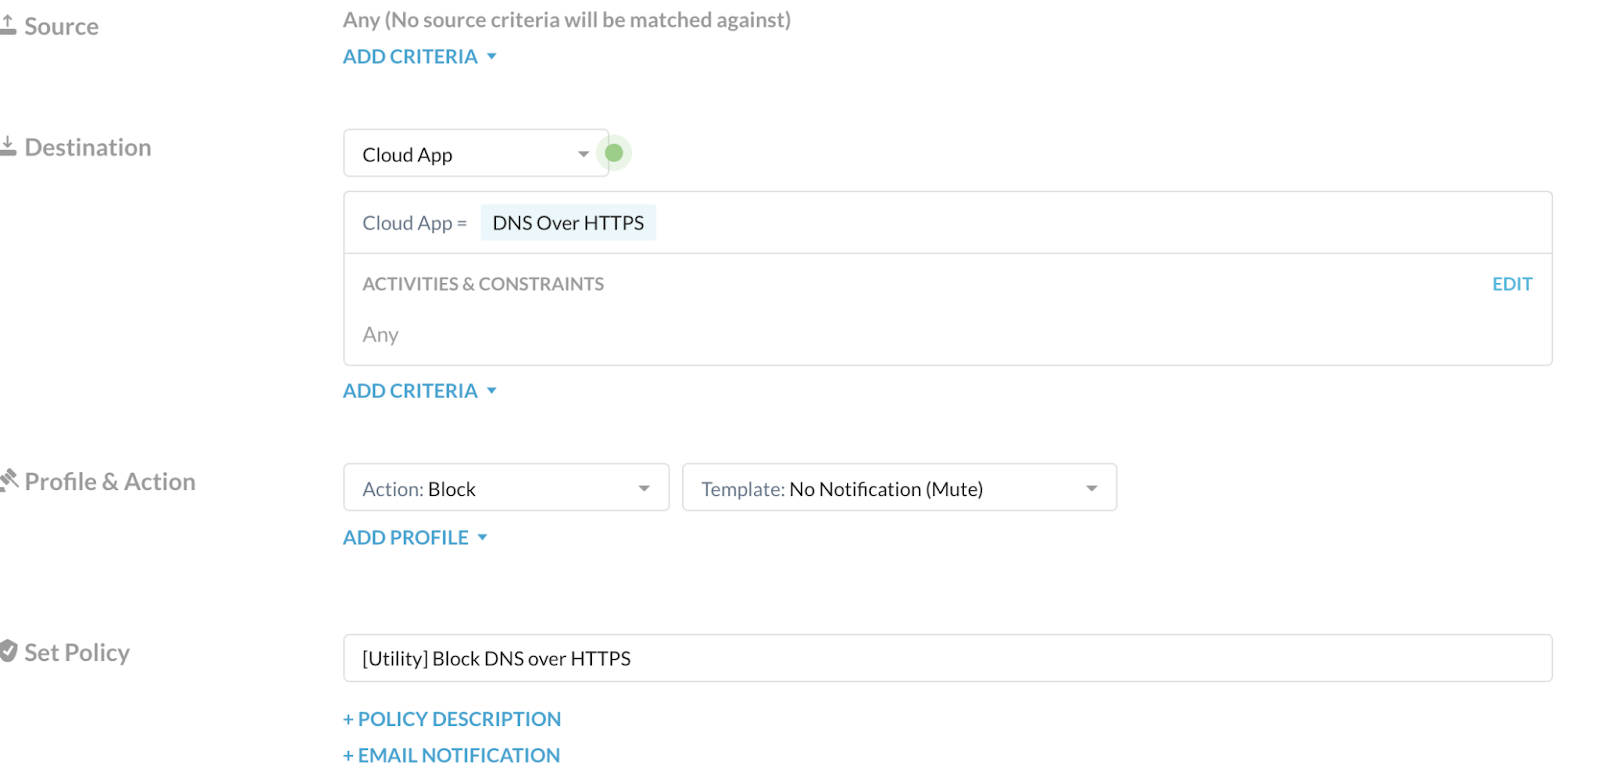 Source
Any (No source criteria will be matched against)
ADD CRITERIA
Destination
Cloud App
Cloud App = DNS Over HTTPS
ACTIVITIES & CONSTRAINTS
EDIT
Any
ADD CRITERIA
Profile & Action
Action: Block
Template: No Notification (Mute)
ADD PROFILE
Set Policy
[Utility] Block DNS over HTTPS
+ POLICY DESCRIPTION
+ EMAIL NOTIFICATION